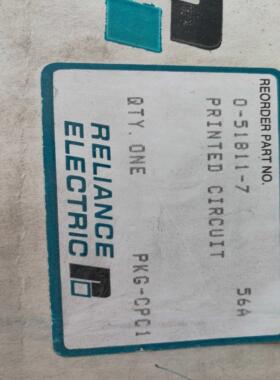 REORDER PART NO.
0-51811-7 56A
PRINTED CIRCUIT
QTY. ONE PKG-CPC1
RELIANCE
ELECTRIC